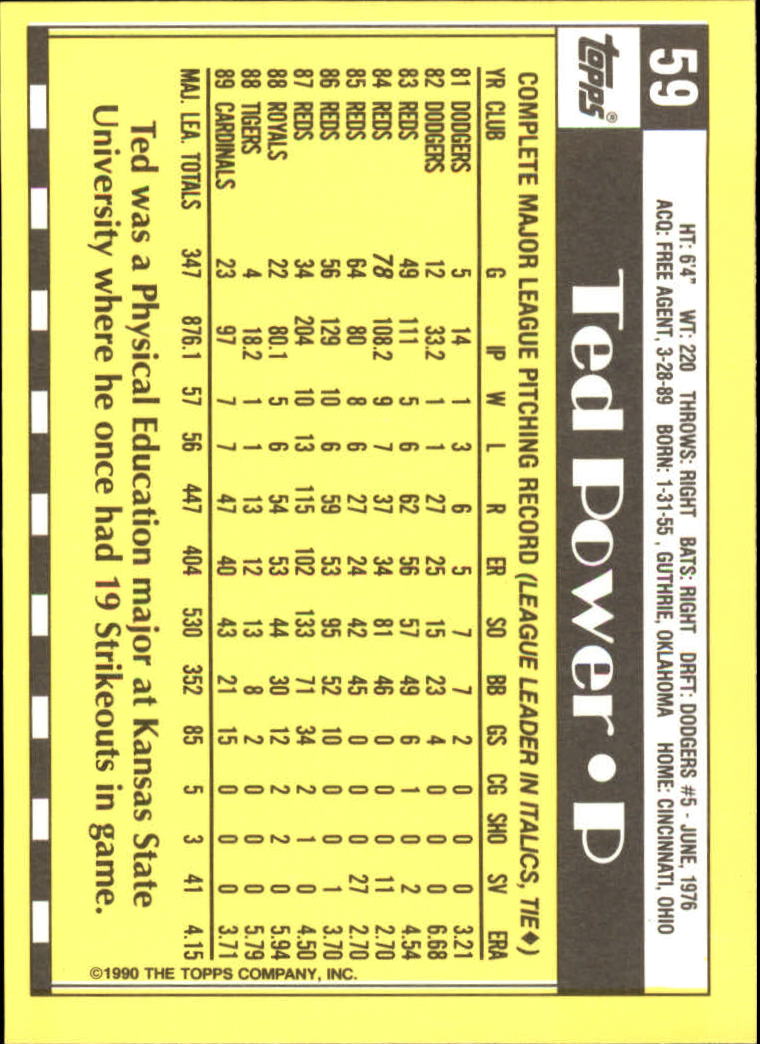 59
HT: 6'4" WT: 220 THROWS: RIGHT BATS: RIGHT DRFT: DODGERS #5 - JUNE, 1976
ACQ: FREE AGENT, 3-28-89 BORN: 1-31-55 , GUTHRIE, OKLAHOMA HOME: CINCINNATI, OHIO
topps®
Ted Power • P
COMPLETE MAJOR LEAGUE PITCHING RECORD (LEAGUE LEADER IN ITALICS, TIE♦)
YR CLUB G IP W L R ER SO BB GS CG SHO SV ERA
81 DODGERS 5 14 1 3 6 5 7 7 2 0 0 0 3.21
82 DODGERS 12 33.2 1 1 27 25 15 23 4 0 0 0 6.68
83 REDS 49 111 5 6 62 56 57 49 6 1 0 2 4.54
84 REDS 78 108.2 9 7 37 34 81 46 0 0 0 11 2.70
85 REDS 64 80 8 6 27 24 42 45 0 0 0 27 2.70
86 REDS 56 129 10 6 59 53 95 52 10 0 0 1 3.70
87 REDS 34 204 10 13 115 102 133 71 34 2 1 0 4.50
88 ROYALS 22 80.1 5 6 54 53 44 30 12 2 2 0 5.94
88 TIGERS 4 18.2 1 1 13 12 13 8 2 0 0 0 5.79
89 CARDINALS 23 97 7 7 47 40 43 21 15 0 0 0 3.71
MAJ. LEA. TOTALS 347 876.1 57 56 447 404 530 352 85 5 3 41 4.15
Ted was a Physical Education major at Kansas State
University where he once had 19 Strikeouts in game.
©1990 THE TOPPS COMPANY, INC.